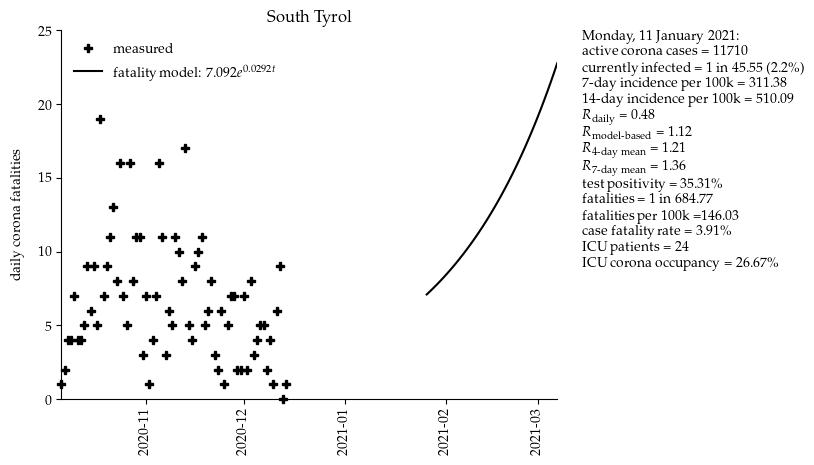 South Tyrol
25
20
15
10
5
0
daily corona fatalities
measured
fatality model: 7.092e^0.0292t
2020-11
2020-12
2021-01
2021-02
2021-03
Monday, 11 January 2021:
active corona cases = 11710
currently infected = 1 in 45.55 (2.2%)
7-day incidence per 100k = 311.38
14-day incidence per 100k = 510.09
R_daily = 0.48
R_model-based = 1.12
R_4-day mean = 1.21
R_7-day mean = 1.36
test positivity = 35.31%
fatalities = 1 in 684.77
fatalities per 100k =146.03
case fatality rate = 3.91%
ICU patients = 24
ICU corona occupancy = 26.67%